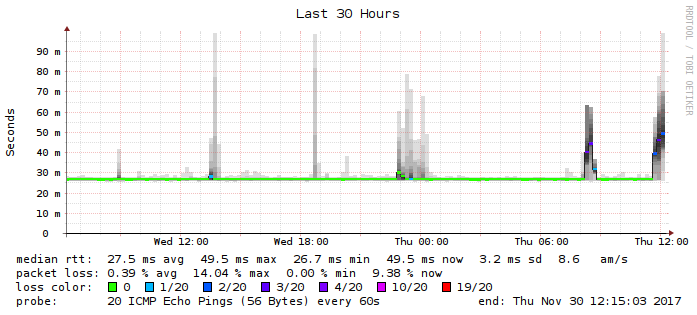 Last 30 Hours
RRDTOOL / TOBI OETIKER
Seconds
90 m
80 m
70 m
60 m
50 m
40 m
30 m
20 m
10 m
0
Wed 12:00 Wed 18:00 Thu 00:00 Thu 06:00 Thu 12:00
median rtt: 27.5 ms avg 49.5 ms max 26.7 ms min 49.5 ms now 3.2 ms sd 8.6 am/s
packet loss: 0.39 % avg 14.04 % max 0.00 % min 9.38 % now
loss color: 0 1/20 2/20 3/20 4/20 10/20 19/20
probe: 20 ICMP Echo Pings (56 Bytes) every 60s end: Thu Nov 30 12:15:03 2017